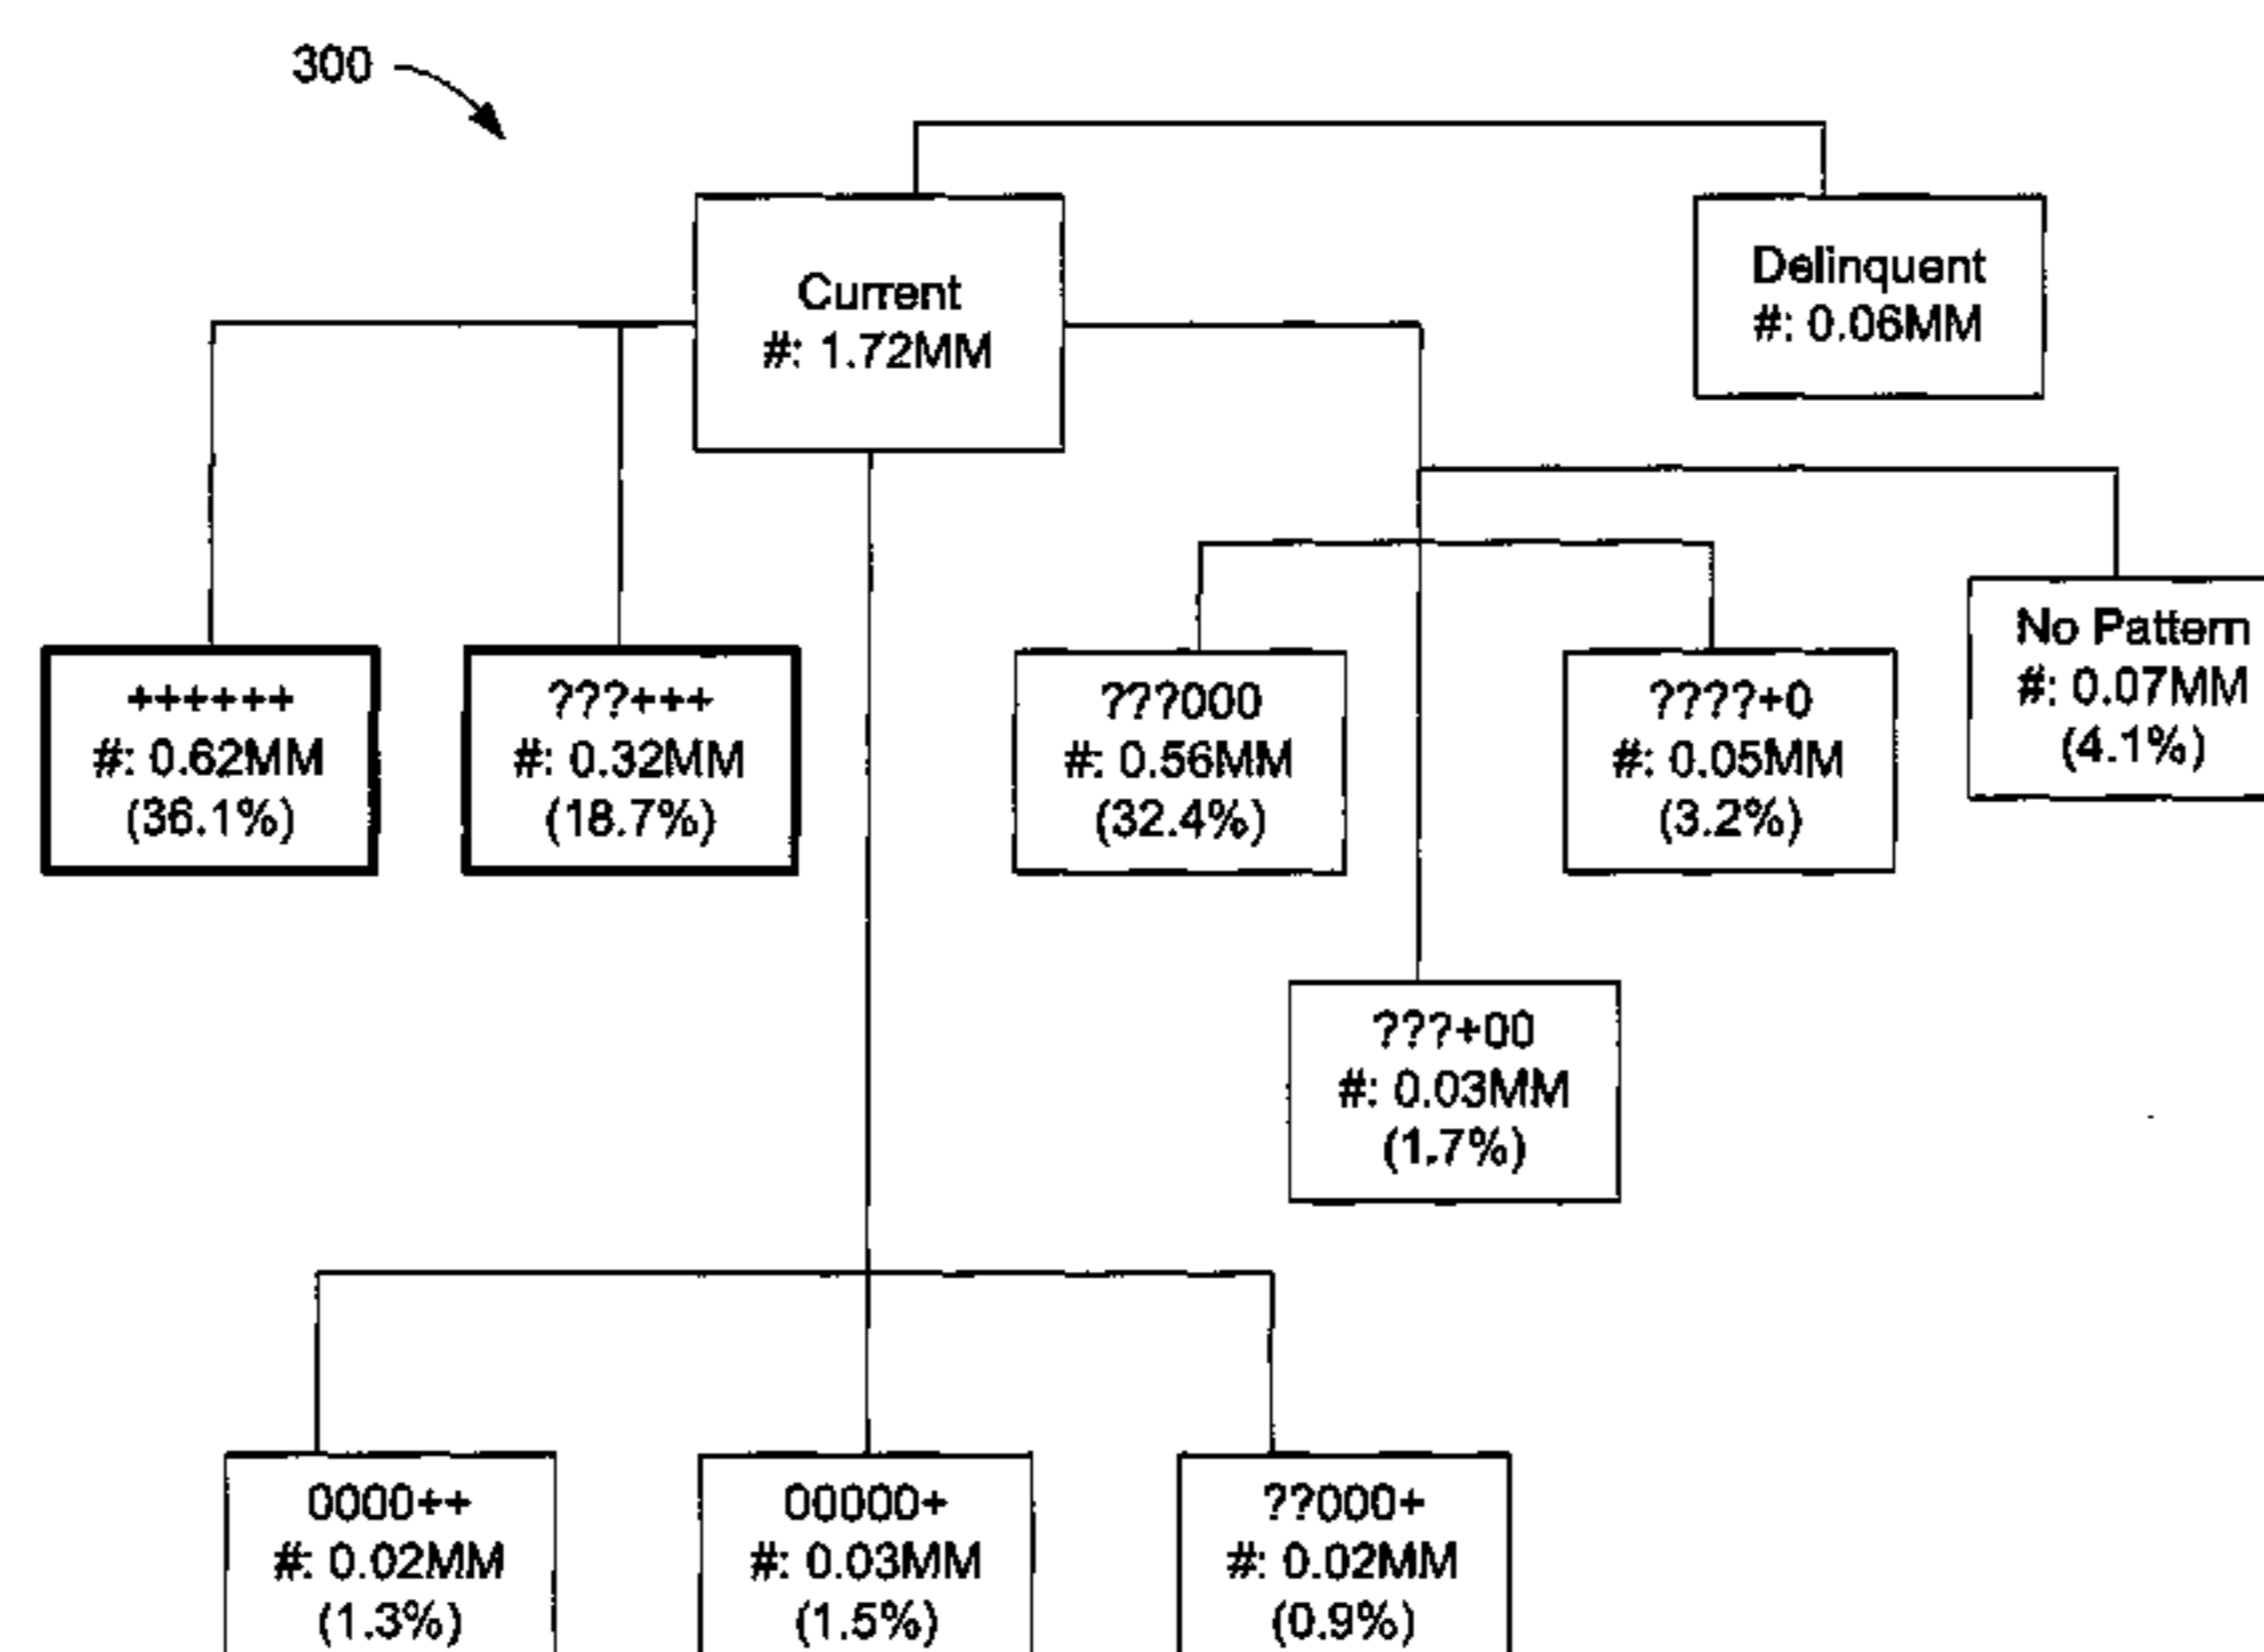 300
Current
#: 1.72MM
Delinquent
#: 0.06MM
++++++
#: 0.62MM
(36.1%)
???+++
#: 0.32MM
(18.7%)
???000
#: 0.56MM
(32.4%)
????+0
#: 0.05MM
(3.2%)
No Pattern
#: 0.07MM
(4.1%)
???+00
#: 0.03MM
(1.7%)
0000++
#: 0.02MM
(1.3%)
00000+
#: 0.03MM
(1.5%)
??000+
#: 0.02MM
(0.9%)